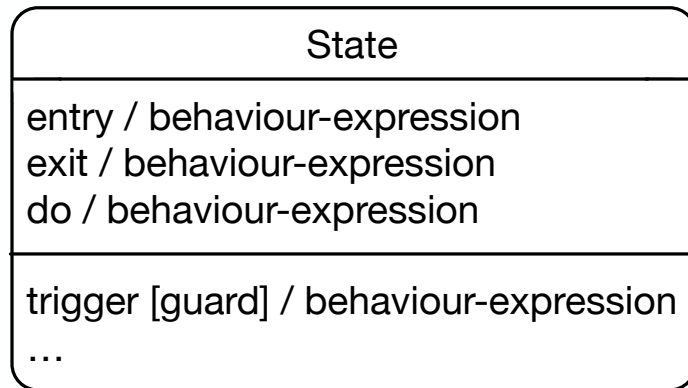 State
entry / behaviour-expression
exit / behaviour-expression
do / behaviour-expression
trigger [guard] / behaviour-expression
…